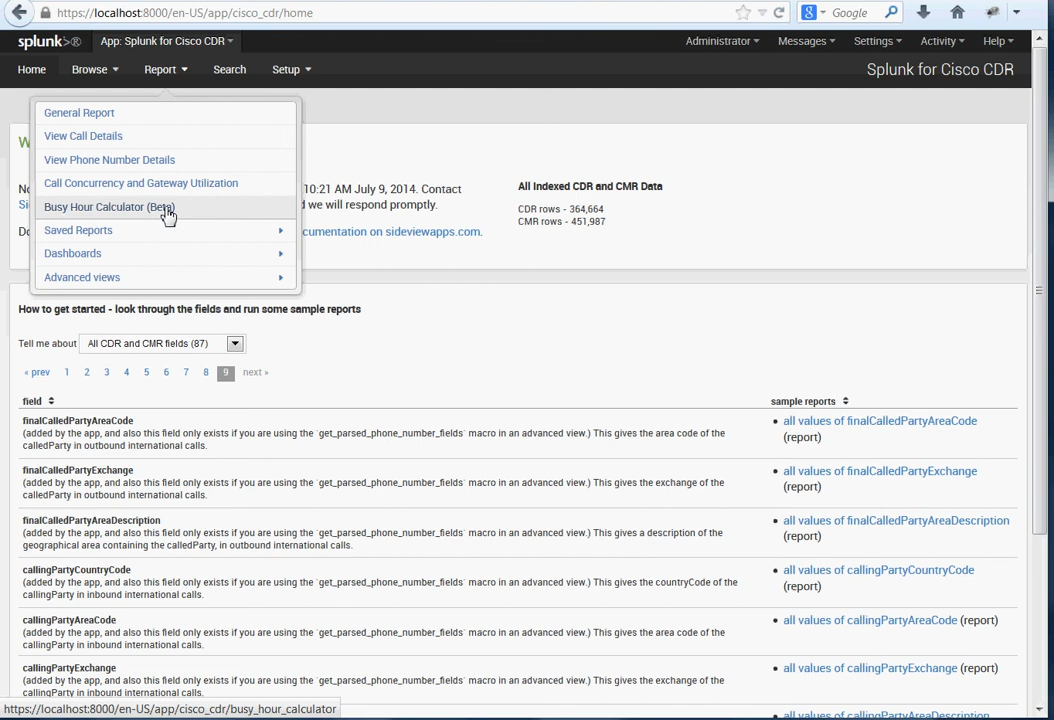 https://localhost:8000/en-US/app/cisco_cdr/home
Google
splunk> App: Splunk for Cisco CDR
Administrator Messages Settings Activity Help
Home Browse Report Search Setup Splunk for Cisco CDR
General Report
View Call Details
View Phone Number Details
Call Concurrency and Gateway Utilization
Busy Hour Calculator (Beta)
Saved Reports
Dashboards
Advanced views
W
No 10:21 AM July 9, 2014. Contact
d we will respond promptly.
cumentation on sideviewapps.com.
All Indexed CDR and CMR Data
CDR rows - 364,664
CMR rows - 451,987
How to get started - look through the fields and run some sample reports
Tell me about All CDR and CMR fields (87)
« prev 1 2 3 4 5 6 7 8 9 next »
field sample reports
finalCalledPartyAreaCode
(added by the app, and also this field only exists if you are using the `get_parsed_phone_number_fields` macro in an advanced view.) This gives the area code of the
calledParty in outbound international calls.
• all values of finalCalledPartyAreaCode
(report)
finalCalledPartyExchange
(added by the app, and also this field only exists if you are using the `get_parsed_phone_number_fields` macro in an advanced view.) This gives the exchange of the
calledParty in outbound international calls.
• all values of finalCalledPartyExchange
(report)
finalCalledPartyAreaDescription
(added by the app, and also this field only exists if you are using the `get_parsed_phone_number_fields` macro in an advanced view.) This gives a description of the
geographical area containing the calledParty, in outbound international calls.
• all values of finalCalledPartyAreaDescription
(report)
callingPartyCountryCode
(added by the app, and also this field only exists if you are using the `get_parsed_phone_number_fields` macro in an advanced view.) This gives the countryCode of the
callingParty in inbound international calls.
• all values of callingPartyCountryCode
(report)
callingPartyAreaCode
(added by the app, and also this field only exists if you are using the `get_parsed_phone_number_fields` macro in an advanced view.) This gives the area code of the
callingParty in inbound international calls.
• all values of callingPartyAreaCode (report)
callingPartyExchange
(added by the app, and also this field only exists if you are using the `get_parsed_phone_number_fields` macro in an advanced view.) This gives the exchange of the
callingParty in inbound international calls.
• all values of callingPartyExchange (report)
https://localhost:8000/en-US/app/cisco_cdr/busy_hour_calculator
• all values of callingPartyAreaDescription